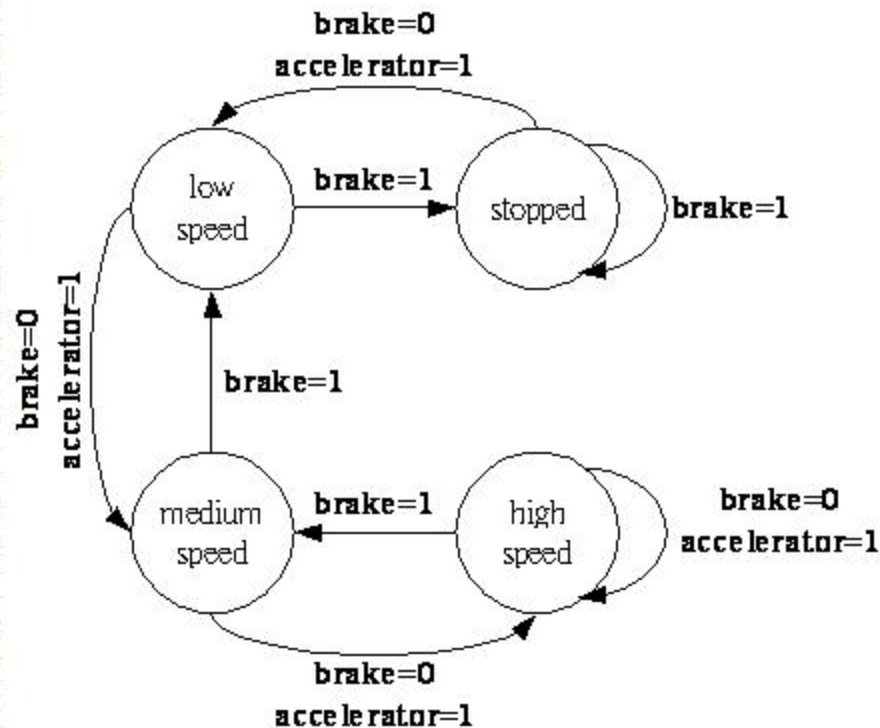 brake=0
accelerator=1
low
speed
brake=1
stopped
brake=1
brake=0
accelerator=1
brake=1
medium
speed
brake=1
high
speed
brake=0
accelerator=1
brake=0
accelerator=1